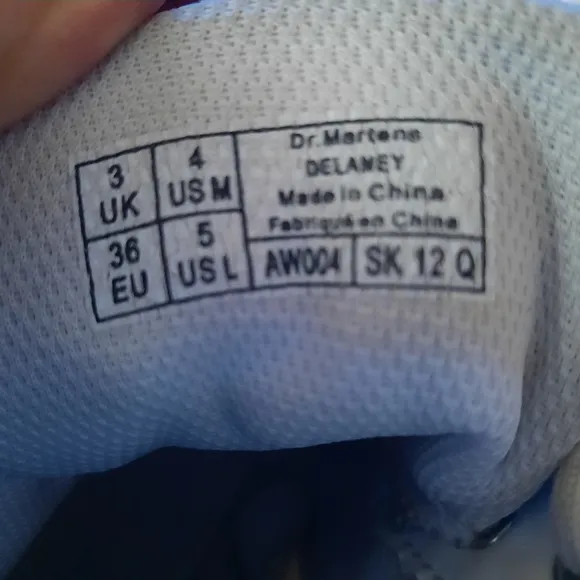 3
UK
4
US M
36
EU
5
US L
Dr.Martens
DELANEY
Made in China
Fabriqué en China
AW004
SK 12 Q